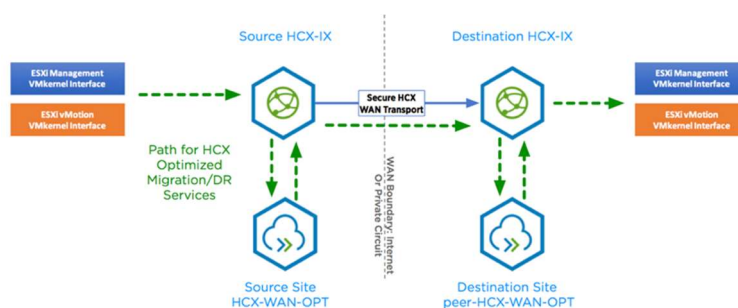 Source HCX-IX
Destination HCX-IX
ESXi Management
VMkernel Interface
ESXi vMotion
VMkernel Interface
Secure HCX
WAN Transport
ESXi Management
VMkernel Interface
ESXi vMotion
VMkernel Interface
Path for HCX
Optimized
Migration/DR
Services
WAN Boundary: Internet
Or Private Circuit
Source Site
HCX-WAN-OPT
Destination Site
peer-HCX-WAN-OPT